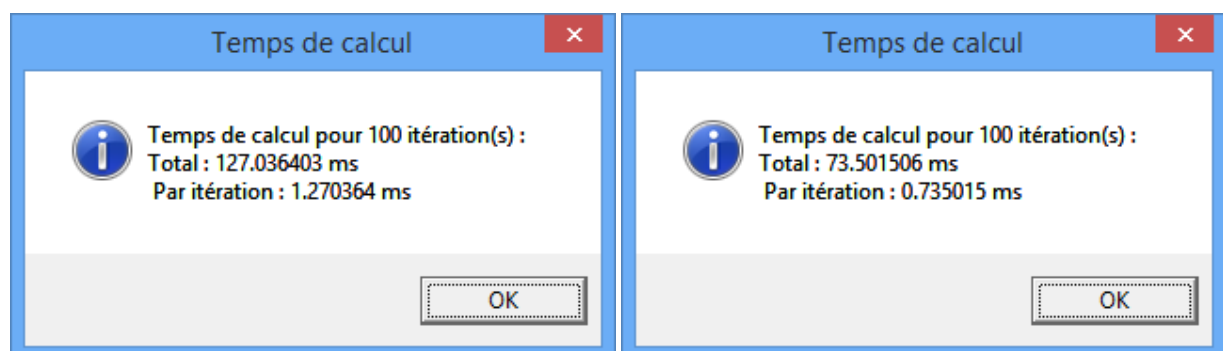 Temps de calcul
Temps de calcul pour 100 itération(s) :
Total : 127.036403 ms
Par itération : 1.270364 ms
OK
Temps de calcul
Temps de calcul pour 100 itération(s) :
Total : 73.501506 ms
Par itération : 0.735015 ms
OK